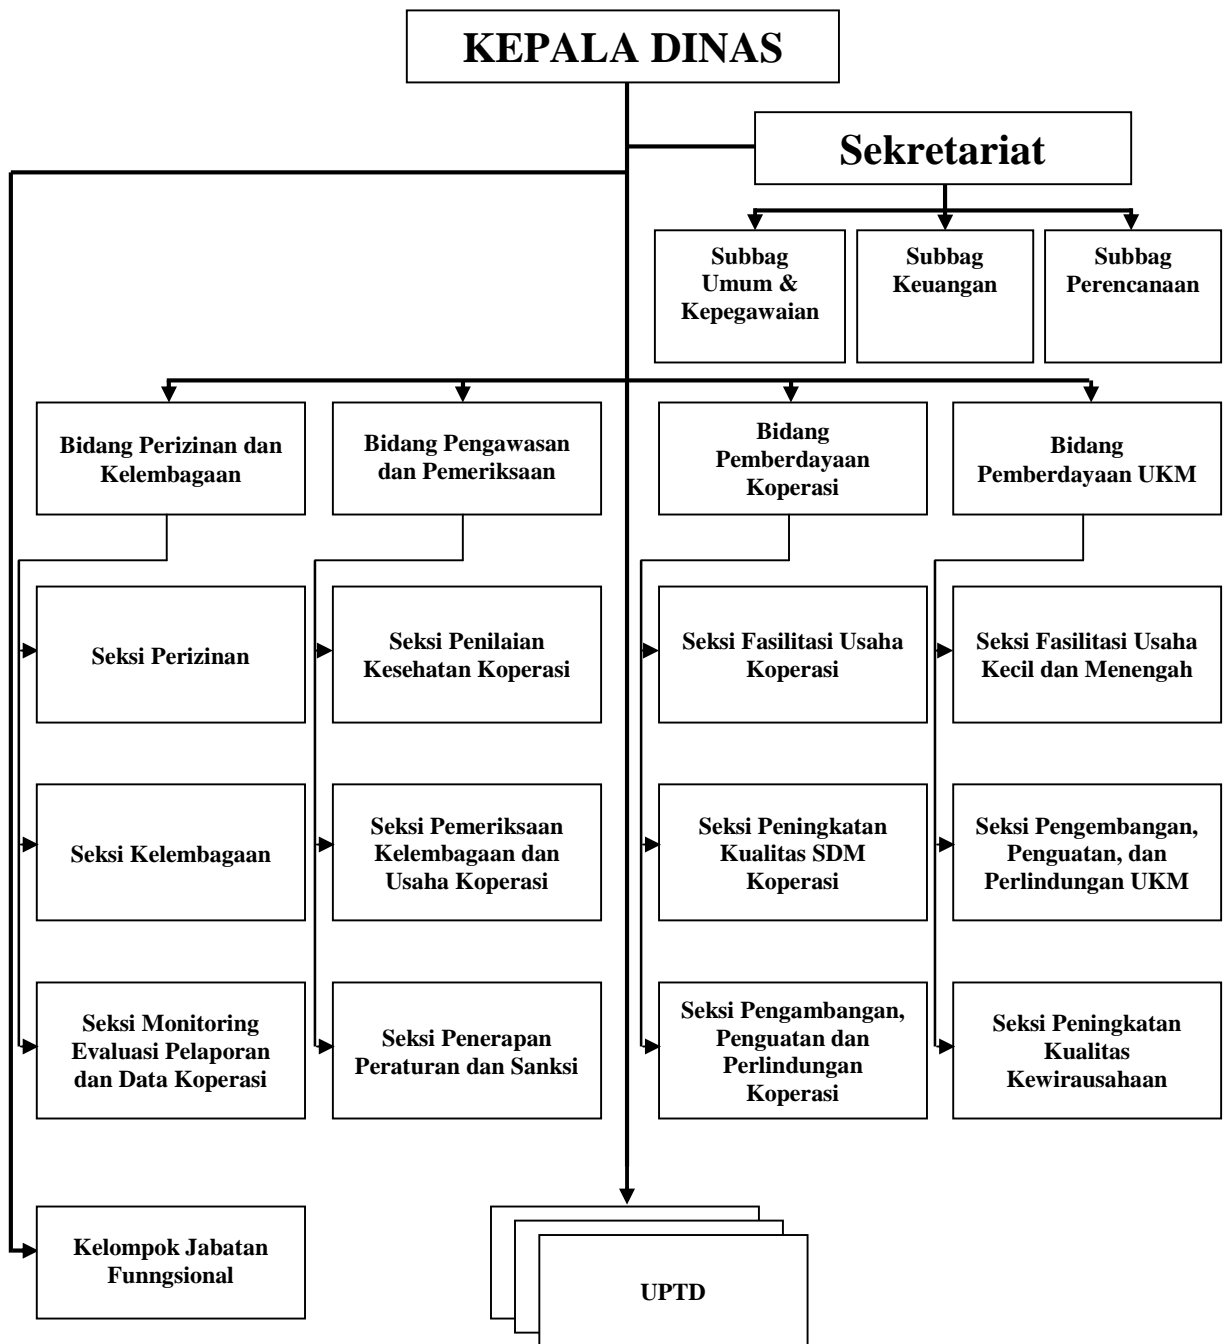 KEPALA DINAS
Sekretariat
Subbag
Umum &
Kepegawaian
Subbag
Keuangan
Subbag
Perencanaan
Bidang Perizinan dan
Kelembagaan
Bidang Pengawasan
dan Pemeriksaan
Bidang
Pemberdayaan
Koperasi
Bidang
Pemberdayaan UKM
Seksi Perizinan
Seksi Penilaian
Kesehatan Koperasi
Seksi Fasilitasi Usaha
Koperasi
Seksi Fasilitasi Usaha
Kecil dan Menengah
Seksi Kelembagaan
Seksi Pemeriksaan
Kelembagaan dan
Usaha Koperasi
Seksi Peningkatan
Kualitas SDM
Koperasi
Seksi Pengembangan,
Penguatan, dan
Perlindungan UKM
Seksi Monitoring
Evaluasi Pelaporan
dan Data Koperasi
Seksi Penerapan
Peraturan dan Sanksi
Seksi Pengambangan,
Penguatan dan
Perlindungan
Koperasi
Seksi Peningkatan
Kualitas
Kewirausahaan
Kelompok Jabatan
Funngsional
UPTD